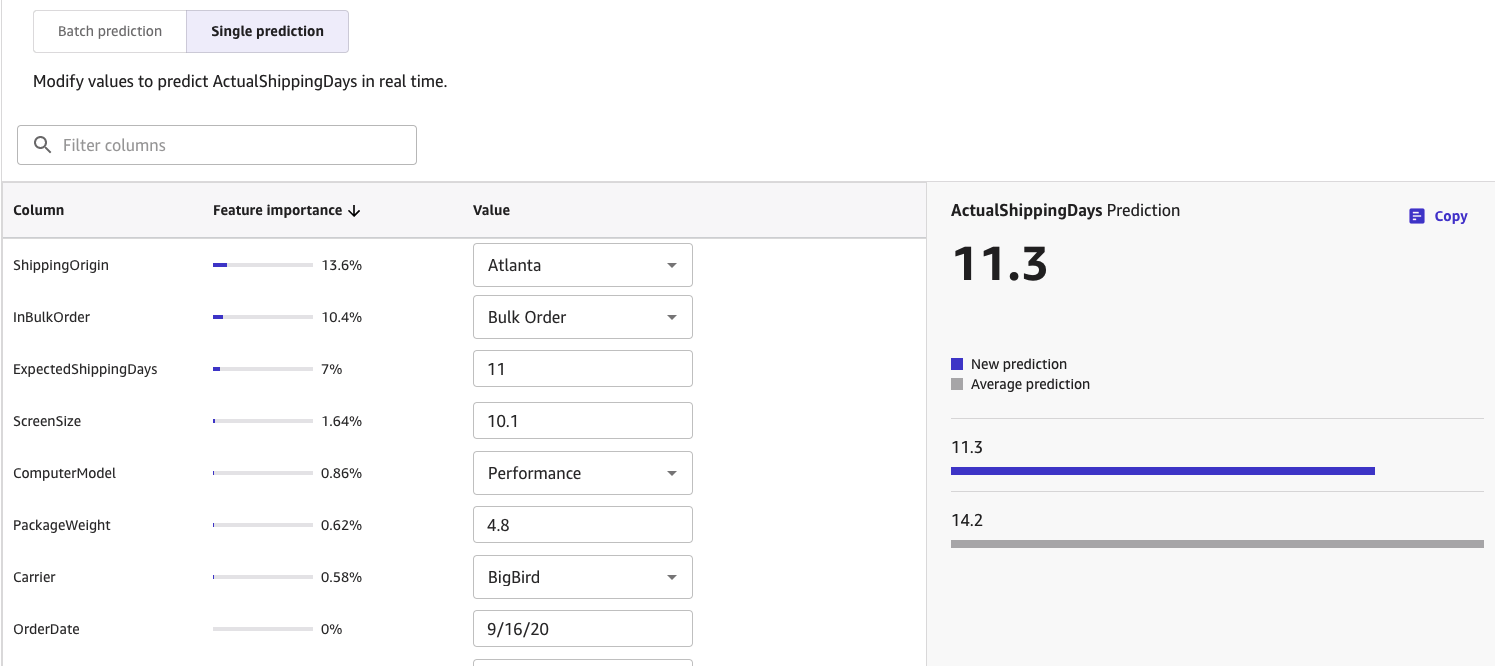 Batch prediction Single prediction
Modify values to predict ActualShippingDays in real time.
Filter columns
Column Feature importance Value
ShippingOrigin 13.6% Atlanta
InBulkOrder 10.4% Bulk Order
ExpectedShippingDays 7% 11
ScreenSize 1.64% 10.1
ComputerModel 0.86% Performance
PackageWeight 0.62% 4.8
Carrier 0.58% BigBird
OrderDate 0% 9/16/20
ActualShippingDays Prediction
Copy
11.3
New prediction
Average prediction
11.3
14.2